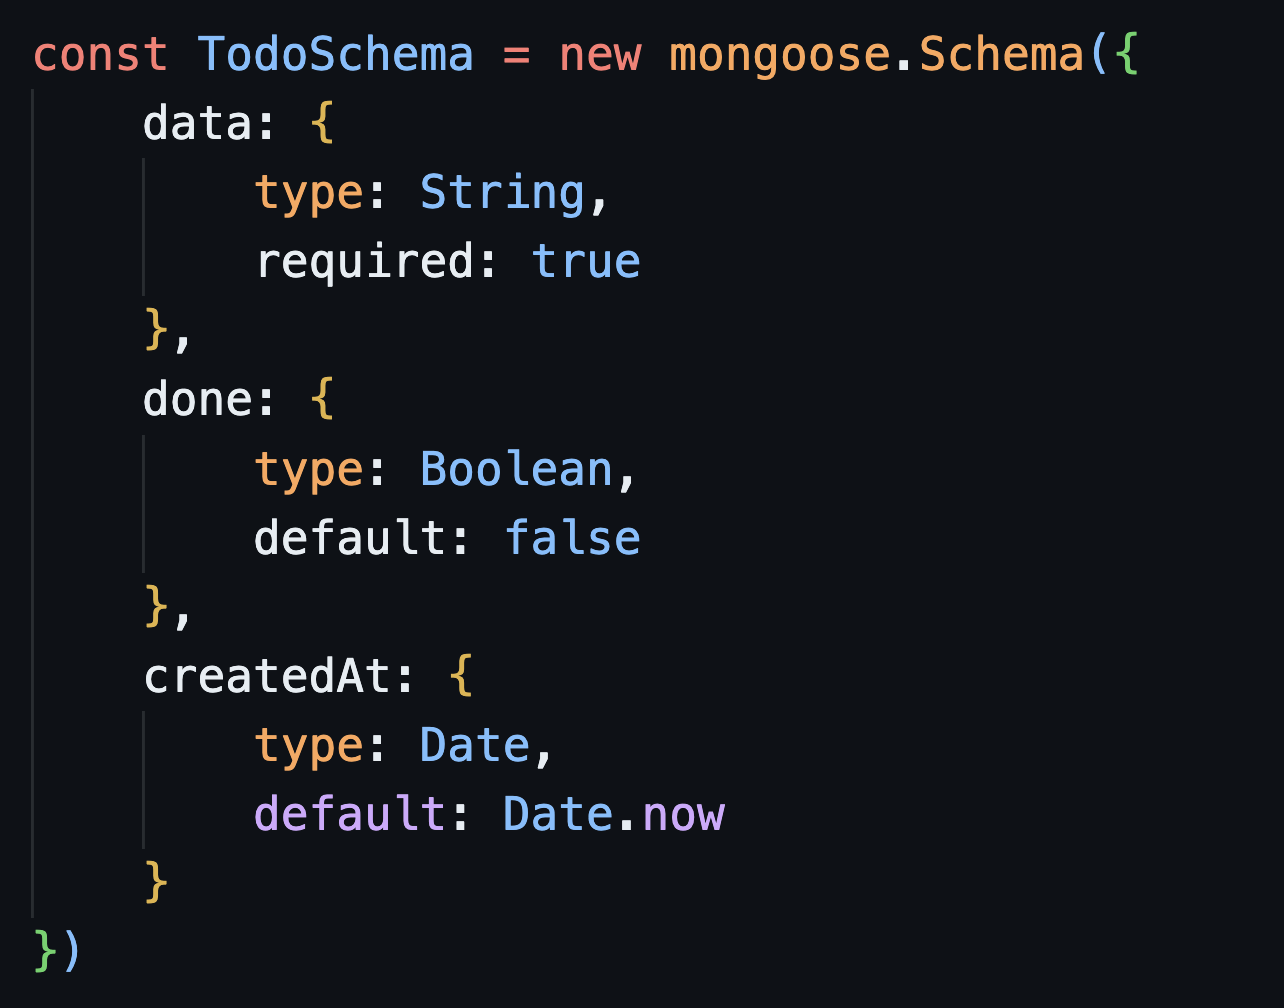 const TodoSchema = new mongoose.Schema({
    data: {
        type: String,
        required: true
    },
    done: {
        type: Boolean,
        default: false
    },
    createdAt: {
        type: Date,
        default: Date.now
    }
})